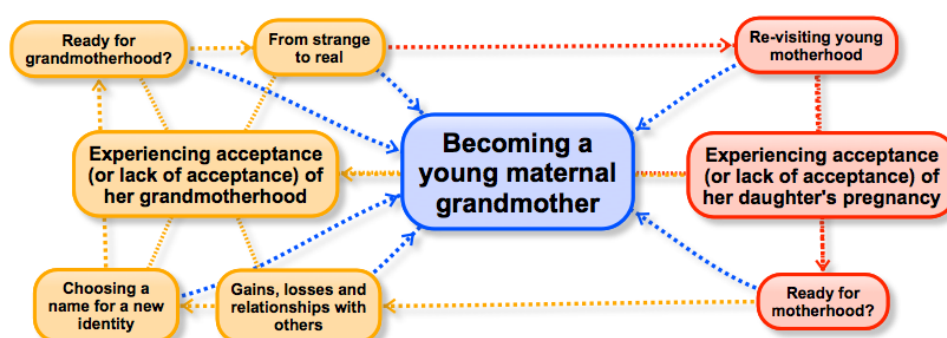 Ready for
grandmotherhood?
From strange
to real
Re-visiting young
motherhood
Experiencing acceptance
(or lack of acceptance) of
her grandmotherhood
Becoming a
young maternal
grandmother
Experiencing acceptance
(or lack of acceptance) of
her daughter's pregnancy
Choosing a
name for a new
identity
Gains, losses and
relationships with
others
Ready for
motherhood?